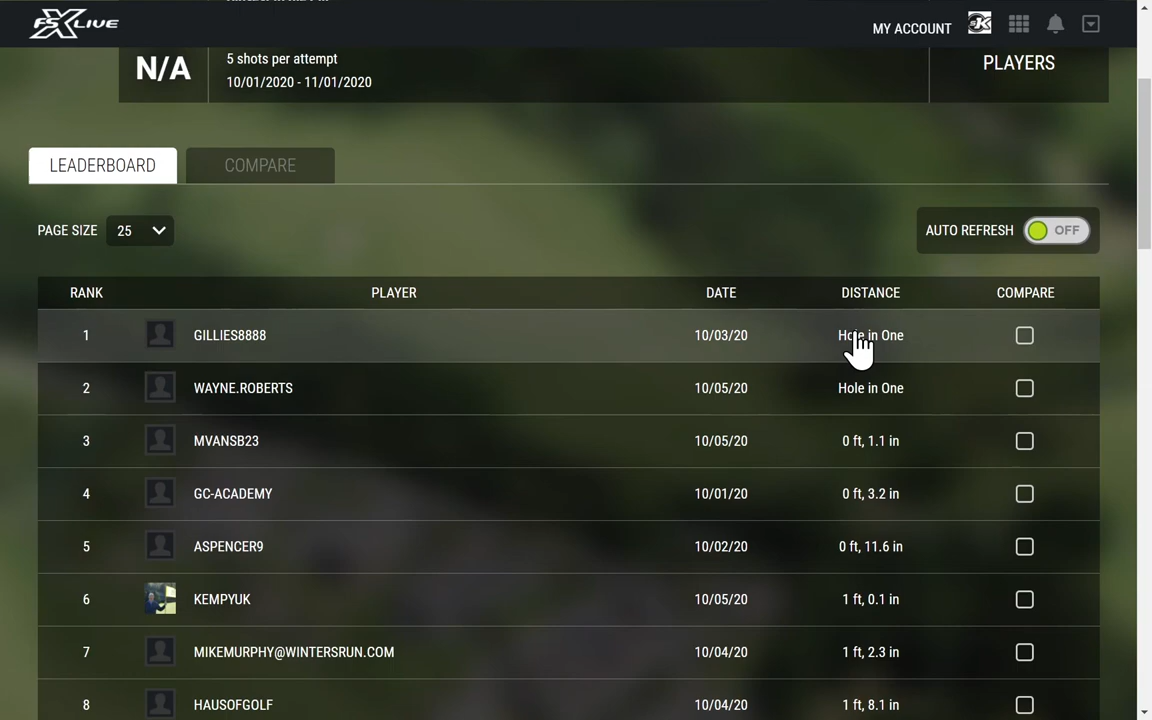 FSX LIVE
MY ACCOUNT
N/A
5 shots per attempt
10/01/2020 - 11/01/2020
PLAYERS
LEADERBOARD
COMPARE
PAGE SIZE 25
AUTO REFRESH OFF
RANK PLAYER DATE DISTANCE COMPARE
1 GILLIES8888 10/03/20 Hole in One
2 WAYNE.ROBERTS 10/05/20 Hole in One
3 MVANSB23 10/05/20 0 ft, 1.1 in
4 GC-ACADEMY 10/01/20 0 ft, 3.2 in
5 ASPENCER9 10/02/20 0 ft, 11.6 in
6 KEMPYUK 10/05/20 1 ft, 0.1 in
7 MIKEMURPHY@WINTERSRUN.COM 10/04/20 1 ft, 2.3 in
8 HAUSOFGOLF 10/04/20 1 ft, 8.1 in